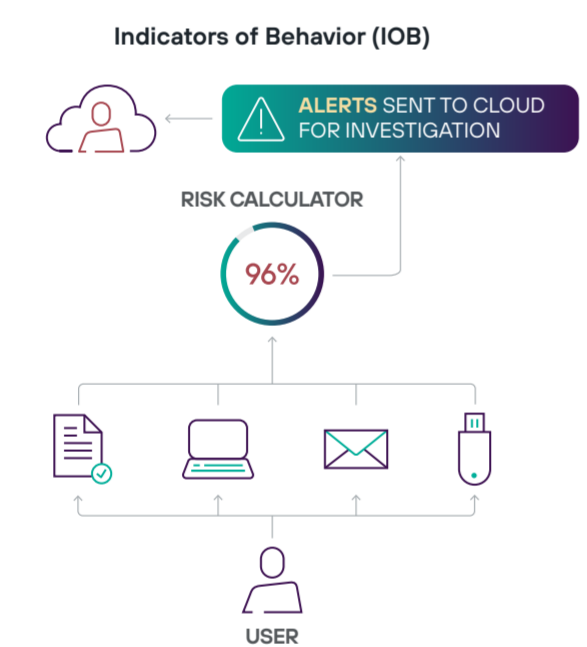 Indicators of Behavior (IOB)
ALERTS SENT TO CLOUD
FOR INVESTIGATION
RISK CALCULATOR
96%
USER